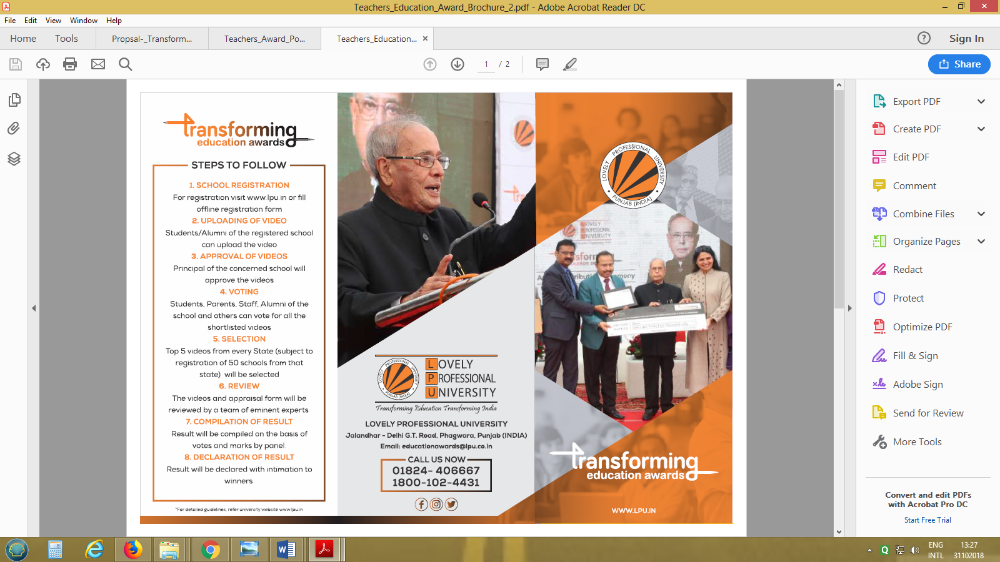 Teachers_Education_Award_Brochure_2.pdf - Adobe Acrobat Reader DC
File Edit View Window Help
Home Tools Propsal-_Transform... Teachers_Award_Po... Teachers_Education... ×
? Sign In
1 / 2
Share
transforming
education awards
STEPS TO FOLLOW
1. SCHOOL REGISTRATION
For registration visit www.lpu in or fill
offline registration form
2. UPLOADING OF VIDEO
Students/Alumni of the registered school
can upload the video
3. APPROVAL OF VIDEOS
Principal of the concerned school will
approve the videos
4. VOTING
Students, Parents, Staff, Alumni of the
school and others can vote for all the
shortlisted videos
5. SELECTION
Top 5 videos from every State (subject to
registration of 50 schools from that
state) will be selected
6. REVIEW
The videos and appraisal form will be
reviewed by a team of eminent experts
7. COMPILATION OF RESULT
Result will be compiled on the basis of
votes and marks by panel.
8. DECLARATION OF RESULT
Result will be declared with intimation to
winners
*For detailed guidelines, refer university website www.lpu.in
LOVELY PROFESSIONAL UNIVERSITY
PUNJAB (INDIA)
LOVELY
PROFESSIONAL
UNIVERSITY
Transforming Education Transforming India
LOVELY PROFESSIONAL UNIVERSITY
Jalandhar - Delhi G.T. Road, Phagwara, Punjab (INDIA)
Email: educationawards@lpu.co.in
CALL US NOW
01824- 406667
1800-102-4431
LOVELY PROFESSIONAL UNIVERSITY
PUNJAB (INDIA)
LOVELY
PROFESSIONAL
UNIVERSITY
transforming
education awards
WWW.LPU.IN
Export PDF
Create PDF
Edit PDF
Comment
Combine Files
Organize Pages
Redact
Protect
Optimize PDF
Fill & Sign
Adobe Sign
Send for Review
More Tools
Convert and edit PDFs
with Acrobat Pro DC
Start Free Trial
ENG 13:27
INTL 31102018